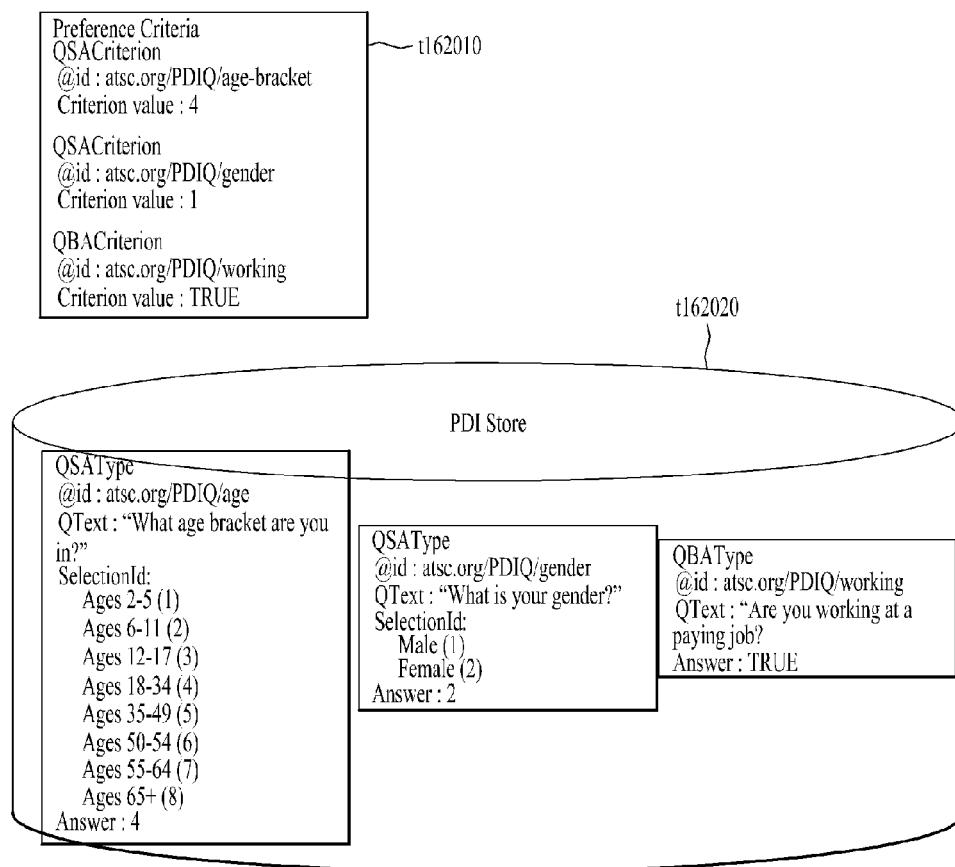 Preference Criteria
QSACriterion
@id : atsc.org/PDIQ/age-bracket
Criterion value : 4
QSACriterion
@id : atsc.org/PDIQ/gender
Criterion value : 1
QBACriterion
@id : atsc.org/PDIQ/working
Criterion value : TRUE
t162010
t162020
PDI Store
QSAType
@id : atsc.org/PDIQ/age
QText : “What age bracket are you
in?”
SelectionId:
Ages 2-5 (1)
Ages 6-11 (2)
Ages 12-17 (3)
Ages 18-34 (4)
Ages 35-49 (5)
Ages 50-54 (6)
Ages 55-64 (7)
Ages 65+ (8)
Answer : 4
QSAType
@id : atsc.org/PDIQ/gender
QText : “What is your gender?”
SelectionId:
Male (1)
Female (2)
Answer : 2
QBAType
@id : atsc.org/PDIQ/working
QText : “Are you working at a
paying job?
Answer : TRUE